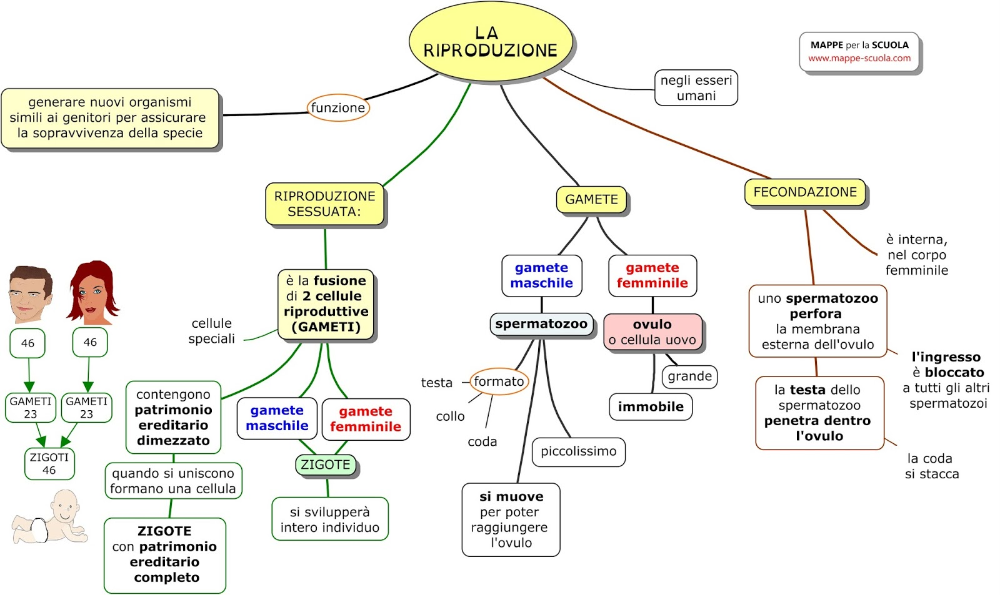 LA
RIPRODUZIONE
MAPPE per la SCUOLA
www.mappe-scuola.com
negli esseri
umani
funzione
generare nuovi organismi
simili ai genitori per assicurare
la sopravvivenza della specie
RIPRODUZIONE
SESSUATA:
è la fusione
di 2 cellule
riproduttive
(GAMETI)
cellule
speciali
46
46
GAMETI
23
GAMETI
23
ZIGOTI
46
contengono
patrimonio
ereditario
dimezzato
quando si uniscono
formano una cellula
ZIGOTE
con patrimonio
ereditario
completo
gamete
maschile
gamete
femminile
ZIGOTE
si svilupperà
intero individuo
GAMETE
gamete
maschile
spermatozoo
formato
testa
collo
coda
piccolissimo
si muove
per poter
raggiungere
l'ovulo
gamete
femminile
ovulo
o cellula uovo
grande
immobile
FECONDAZIONE
è interna,
nel corpo
femminile
uno spermatozoo
perfora
la membrana
esterna dell'ovulo
l'ingresso
è bloccato
a tutti gli altri
spermatozoi
la testa dello
spermatozoo
penetra dentro
l'ovulo
la coda
si stacca